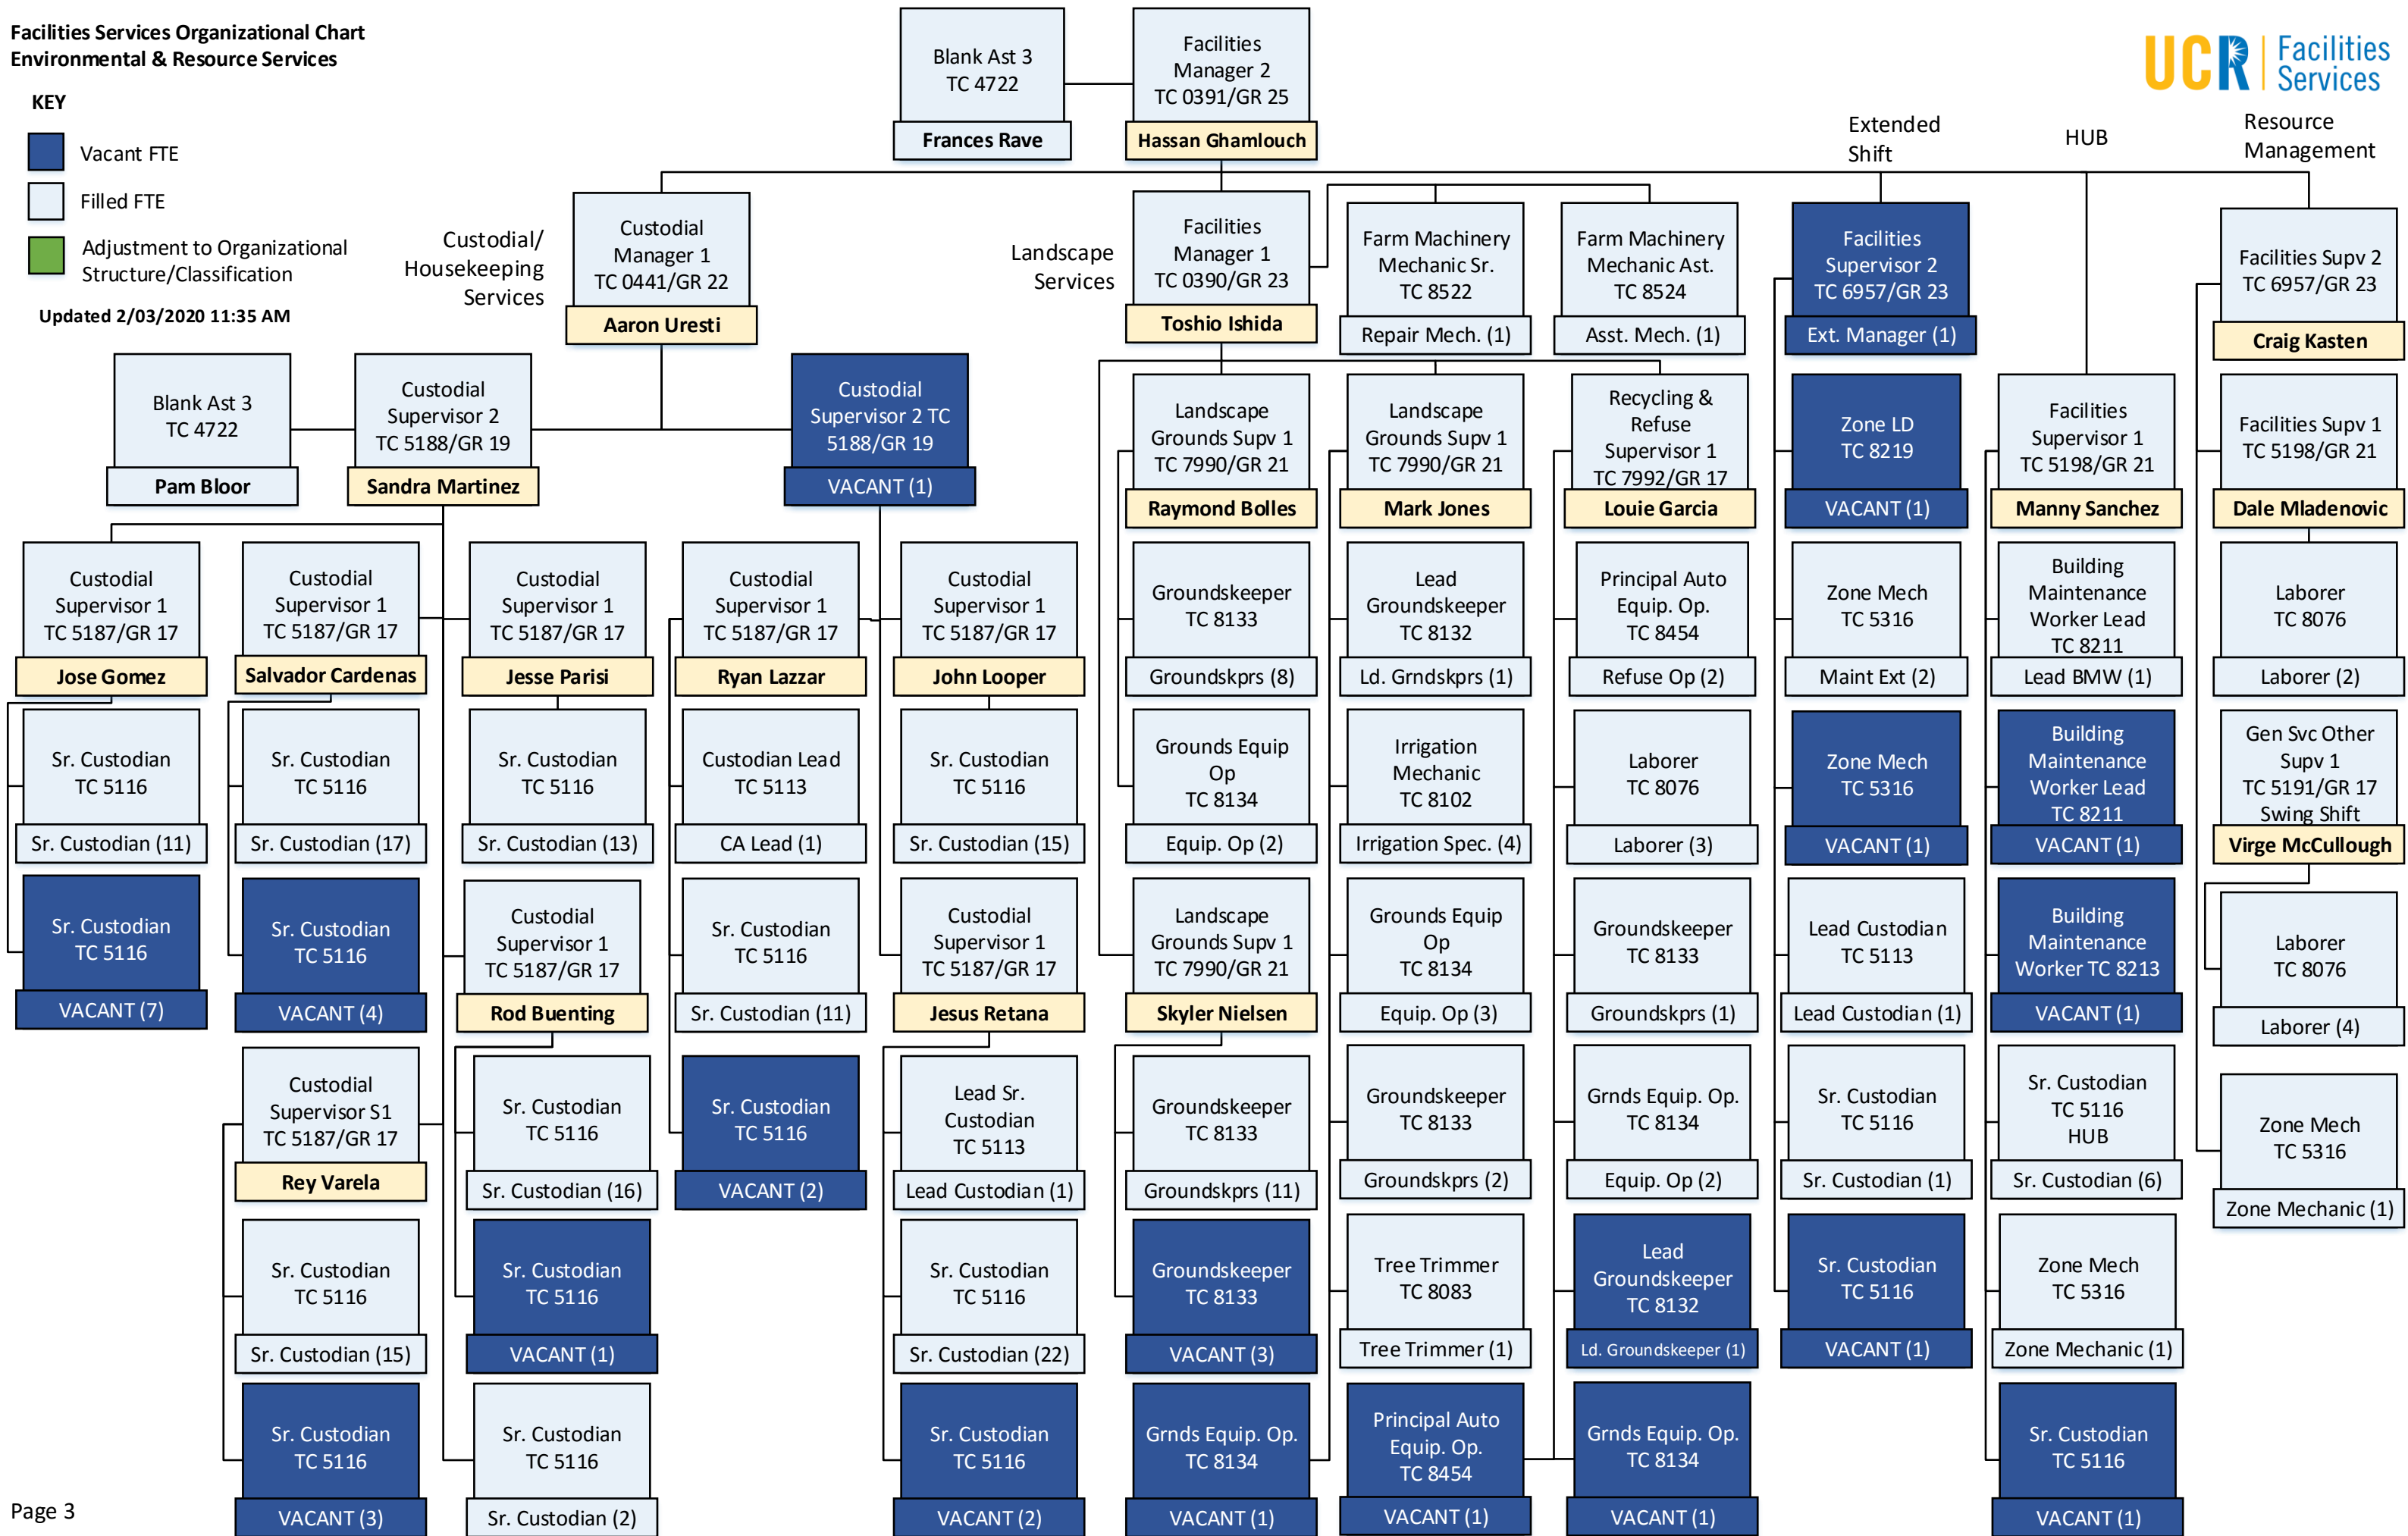 Facilities Services Organizational Chart
Environmental & Resource Services
KEY
Vacant FTE
Filled FTE
Adjustment to Organizational
Structure/Classification
Updated 2/03/2020 11:35 AM
UCR Facilities
Services
Blank Ast 3
TC 4722
Frances Rave
Facilities
Manager 2
TC 0391/GR 25
Hassan Ghamlouch
Custodial/
Housekeeping
Services
Custodial
Manager 1
TC 0441/GR 22
Aaron Uresti
Landscape
Services
Facilities
Manager 1
TC 0390/GR 23
Toshio Ishida
Farm Machinery
Mechanic Sr.
TC 8522
Repair Mech. (1)
Farm Machinery
Mechanic Ast.
TC 8524
Asst. Mech. (1)
Extended
Shift
Facilities
Supervisor 2
TC 6957/GR 23
Ext. Manager (1)
HUB
Resource
Management
Facilities Supv 2
TC 6957/GR 23
Craig Kasten
Blank Ast 3
TC 4722
Pam Bloor
Custodial
Supervisor 2
TC 5188/GR 19
Sandra Martinez
Custodial
Supervisor 2 TC
5188/GR 19
VACANT (1)
Landscape
Grounds Supv 1
TC 7990/GR 21
Raymond Bolles
Landscape
Grounds Supv 1
TC 7990/GR 21
Mark Jones
Recycling &
Refuse
Supervisor 1
TC 7992/GR 17
Louie Garcia
Zone LD
TC 8219
VACANT (1)
Facilities
Supervisor 1
TC 5198/GR 21
Manny Sanchez
Facilities Supv 1
TC 5198/GR 21
Dale Mladenovic
Custodial
Supervisor 1
TC 5187/GR 17
Jose Gomez
Custodial
Supervisor 1
TC 5187/GR 17
Salvador Cardenas
Custodial
Supervisor 1
TC 5187/GR 17
Jesse Parisi
Custodial
Supervisor 1
TC 5187/GR 17
Ryan Lazzar
Custodial
Supervisor 1
TC 5187/GR 17
John Looper
Groundskeeper
TC 8133
Groundskprs (8)
Lead
Groundskeeper
TC 8132
Ld. Grndskprs (1)
Principal Auto
Equip. Op.
TC 8454
Refuse Op (2)
Zone Mech
TC 5316
Maint Ext (2)
Building
Maintenance
Worker Lead
TC 8211
Lead BMW (1)
Laborer
TC 8076
Laborer (2)
Sr. Custodian
TC 5116
Sr. Custodian (11)
Sr. Custodian
TC 5116
Sr. Custodian (17)
Sr. Custodian
TC 5116
Sr. Custodian (13)
Custodian Lead
TC 5113
CA Lead (1)
Sr. Custodian
TC 5116
Sr. Custodian (15)
Grounds Equip
Op
TC 8134
Equip. Op (2)
Irrigation
Mechanic
TC 8102
Irrigation Spec. (4)
Laborer
TC 8076
Laborer (3)
Zone Mech
TC 5316
VACANT (1)
Building
Maintenance
Worker Lead
TC 8211
VACANT (1)
Gen Svc Other
Supv 1
TC 5191/GR 17
Swing Shift
Virge McCullough
Sr. Custodian
TC 5116
VACANT (7)
Sr. Custodian
TC 5116
VACANT (4)
Custodial
Supervisor 1
TC 5187/GR 17
Rod Buenting
Sr. Custodian
TC 5116
Sr. Custodian (11)
Custodial
Supervisor 1
TC 5187/GR 17
Jesus Retana
Landscape
Grounds Supv 1
TC 7990/GR 21
Skyler Nielsen
Grounds Equip
Op
TC 8134
Equip. Op (3)
Groundskeeper
TC 8133
Groundskprs (1)
Lead Custodian
TC 5113
Lead Custodian (1)
Building
Maintenance
Worker TC 8213
VACANT (1)
Laborer
TC 8076
Laborer (4)
Custodial
Supervisor S1
TC 5187/GR 17
Rey Varela
Sr. Custodian
TC 5116
Sr. Custodian (16)
Sr. Custodian
TC 5116
VACANT (2)
Lead Sr.
Custodian
TC 5113
Lead Custodian (1)
Groundskeeper
TC 8133
Groundskprs (11)
Groundskeeper
TC 8133
Groundskprs (2)
Grnds Equip. Op.
TC 8134
Equip. Op (2)
Sr. Custodian
TC 5116
Sr. Custodian (1)
Sr. Custodian
TC 5116
HUB
Sr. Custodian (6)
Zone Mech
TC 5316
Zone Mechanic (1)
Sr. Custodian
TC 5116
Sr. Custodian (15)
Sr. Custodian
TC 5116
VACANT (1)
Sr. Custodian
TC 5116
Sr. Custodian (22)
Groundskeeper
TC 8133
VACANT (3)
Tree Trimmer
TC 8083
Tree Trimmer (1)
Lead
Groundskeeper
TC 8132
Ld. Groundskeeper (1)
Sr. Custodian
TC 5116
VACANT (1)
Zone Mech
TC 5316
Zone Mechanic (1)
Sr. Custodian
TC 5116
VACANT (3)
Sr. Custodian
TC 5116
Sr. Custodian (2)
Sr. Custodian
TC 5116
VACANT (2)
Grnds Equip. Op.
TC 8134
VACANT (1)
Principal Auto
Equip. Op.
TC 8454
VACANT (1)
Grnds Equip. Op.
TC 8134
VACANT (1)
Sr. Custodian
TC 5116
VACANT (1)
Page 3